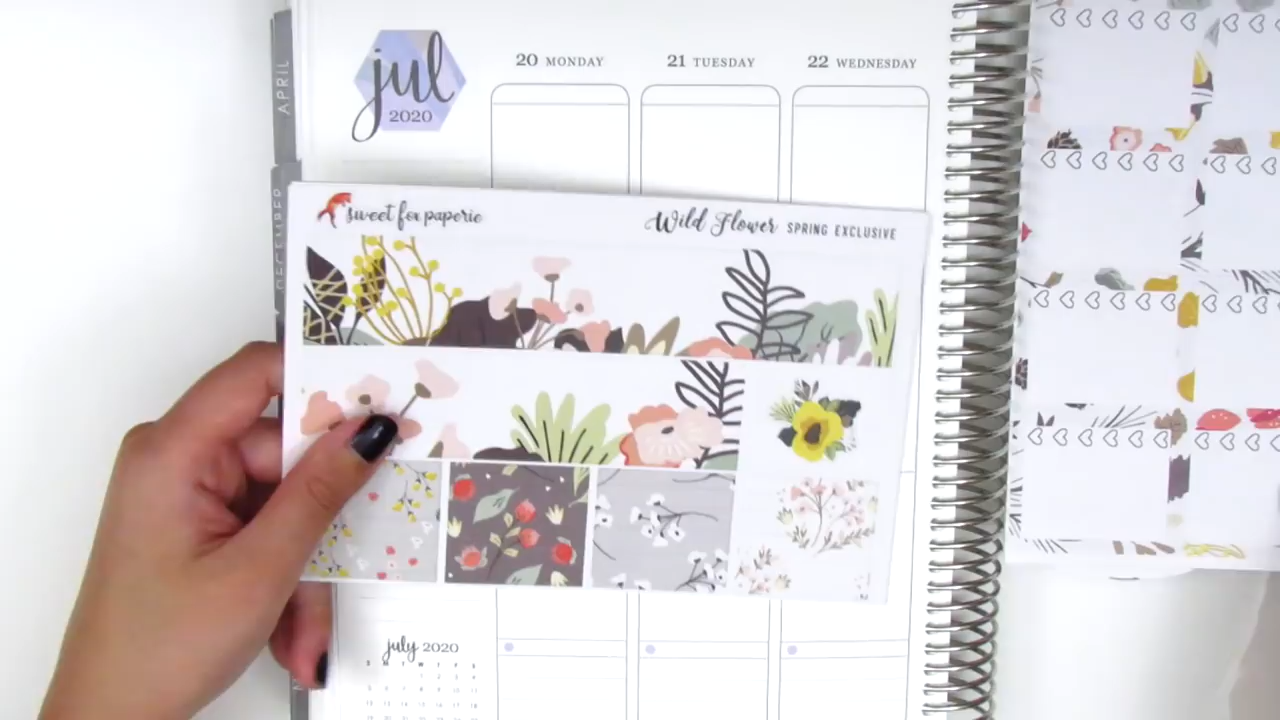 jul
2020
20 MONDAY
21 TUESDAY
22 WEDNESDAY
APRIL
DECEMBER
sweet fox paperie
Wild Flower SPRING EXCLUSIVE
july 2020
S M T W T F S